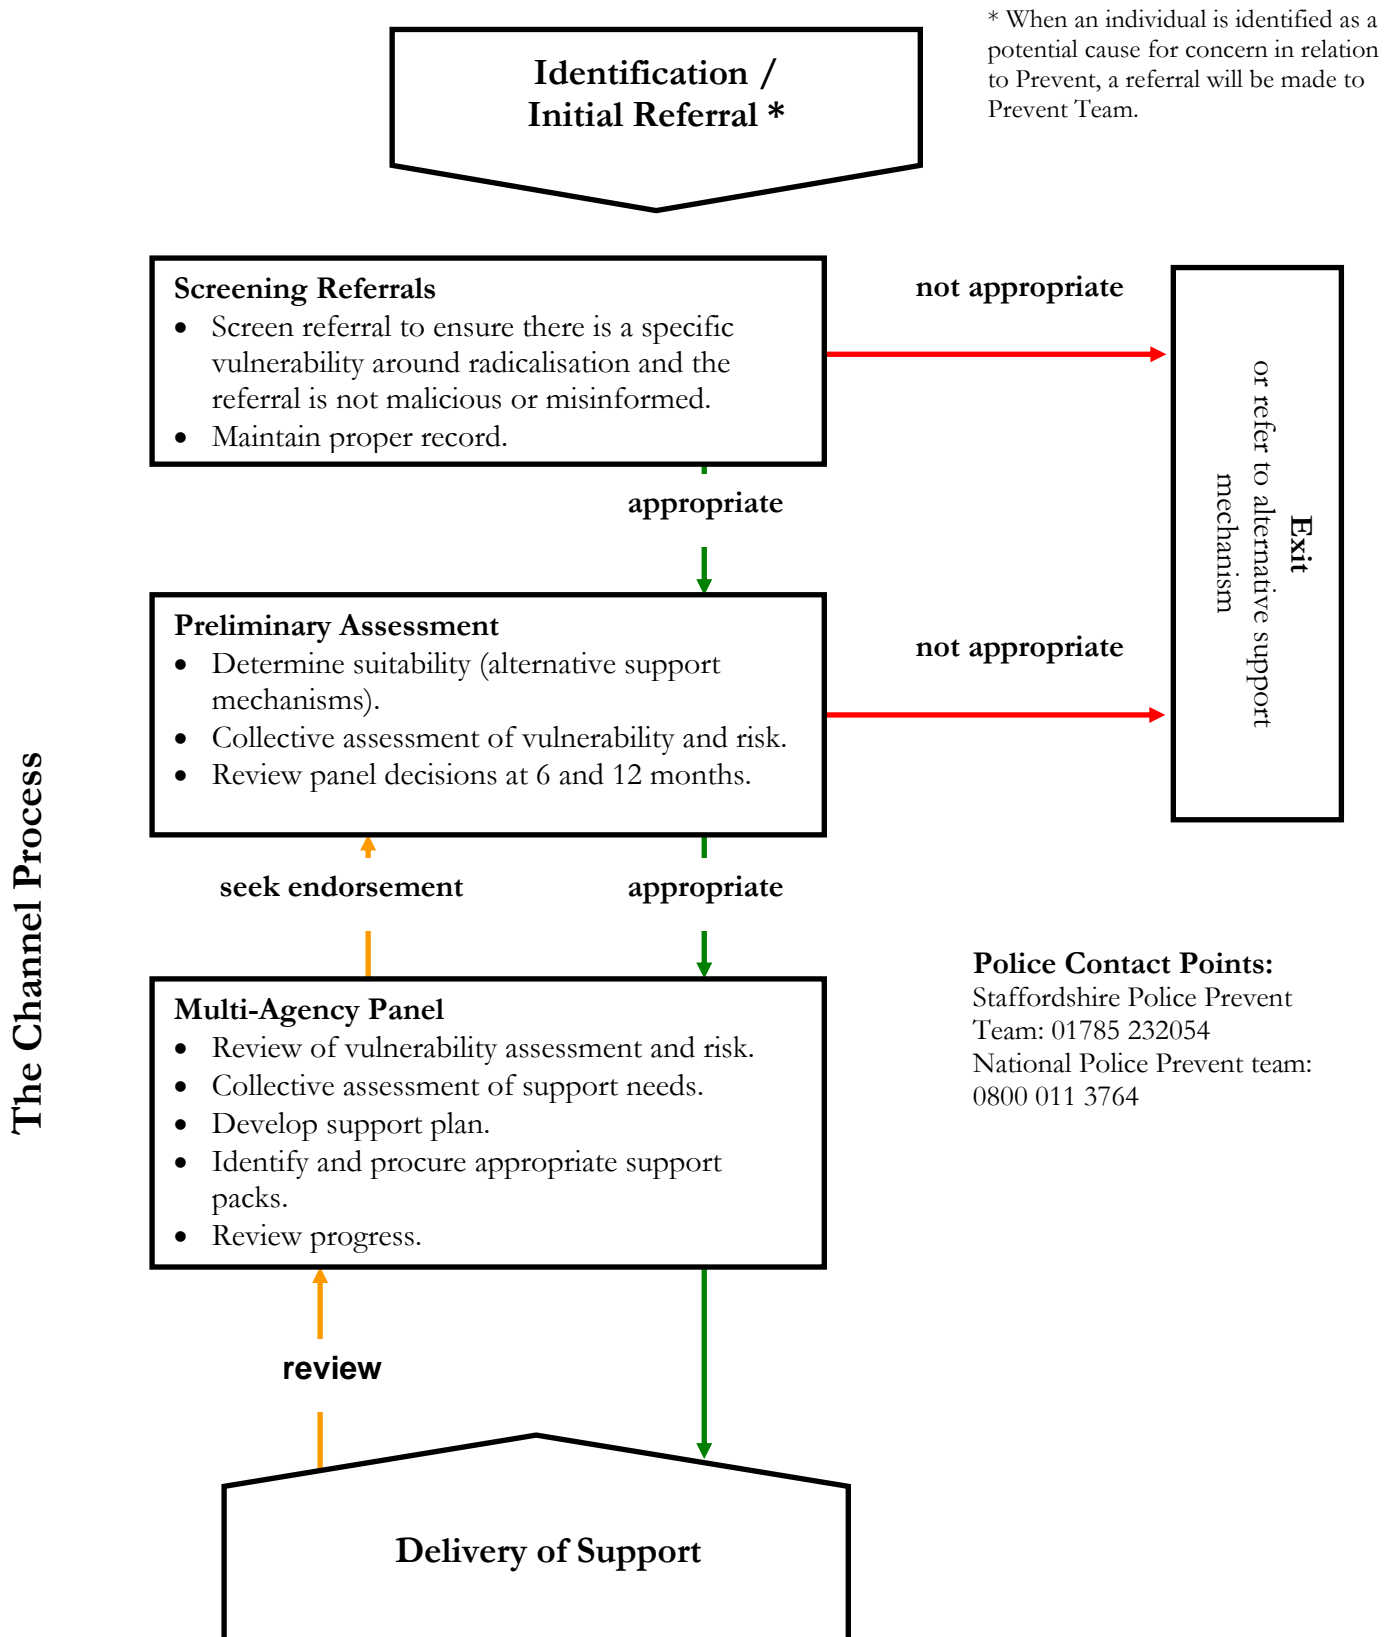 * When an individual is identified as a
potential cause for concern in relation
to Prevent, a referral will be made to
Prevent Team.
Identification /
Initial Referral *
Screening Referrals
• Screen referral to ensure there is a specific
vulnerability around radicalisation and the
referral is not malicious or misinformed.
• Maintain proper record.
not appropriate
Exit
or refer to alternative support
mechanism
appropriate
Preliminary Assessment
• Determine suitability (alternative support
mechanisms).
• Collective assessment of vulnerability and risk.
• Review panel decisions at 6 and 12 months.
not appropriate
The Channel Process
seek endorsement
appropriate
Multi-Agency Panel
• Review of vulnerability assessment and risk.
• Collective assessment of support needs.
• Develop support plan.
• Identify and procure appropriate support
packs.
• Review progress.
Police Contact Points:
Staffordshire Police Prevent
Team: 01785 232054
National Police Prevent team:
0800 011 3764
review
Delivery of Support